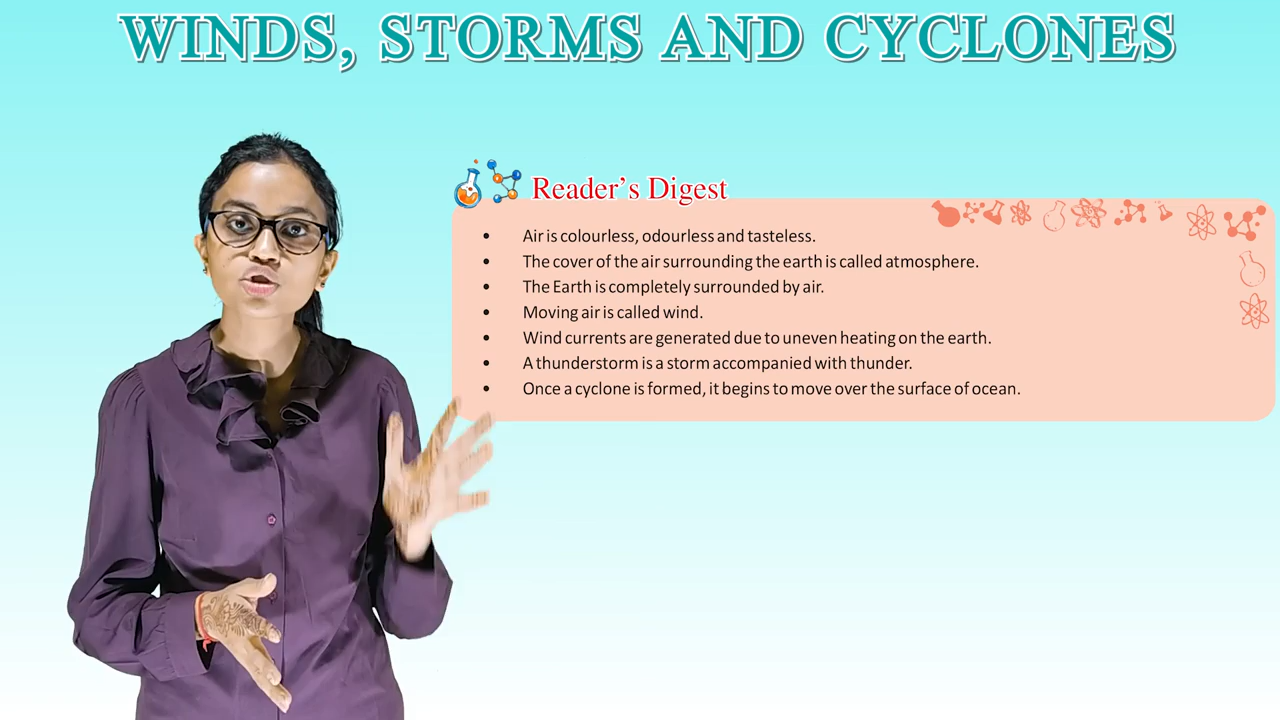 WINDS, STORMS AND CYCLONES
Reader's Digest
• Air is colourless, odourless and tasteless.
• The cover of the air surrounding the earth is called atmosphere.
• The Earth is completely surrounded by air.
• Moving air is called wind.
• Wind currents are generated due to uneven heating on the earth.
• A thunderstorm is a storm accompanied with thunder.
• Once a cyclone is formed, it begins to move over the surface of ocean.